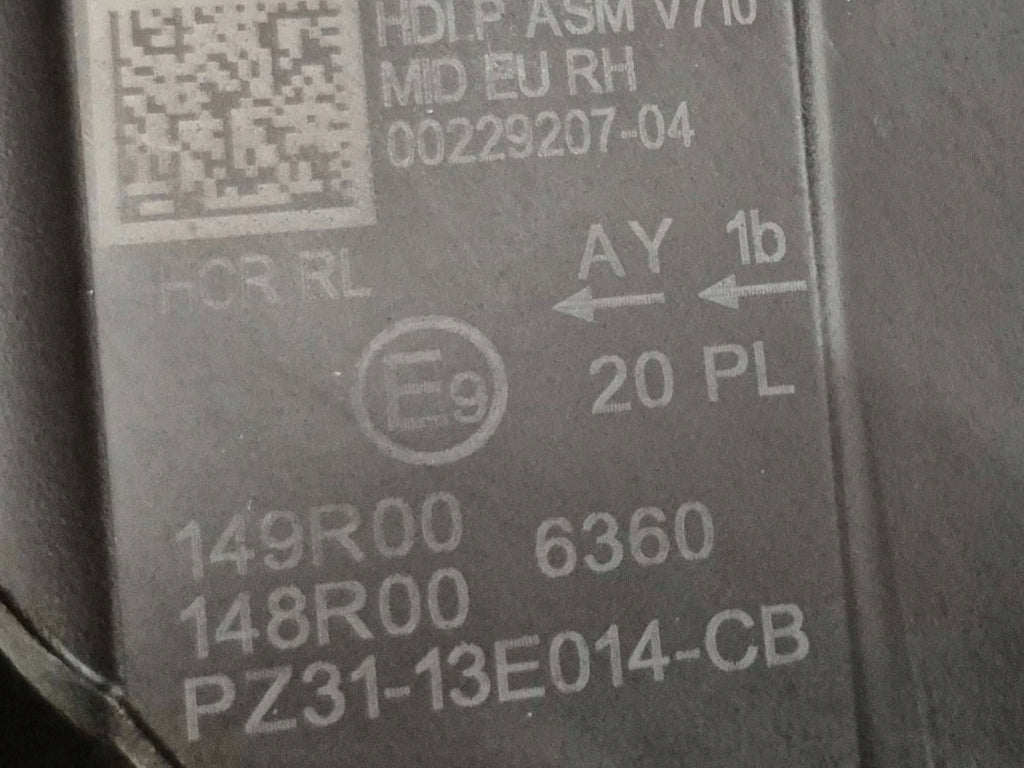 HDLP ASM V710
MID EU RH
00229207-04
HCR RL
AY 1b
E9
20 PL
149R00
6360
148R00
PZ31-13E014-CB